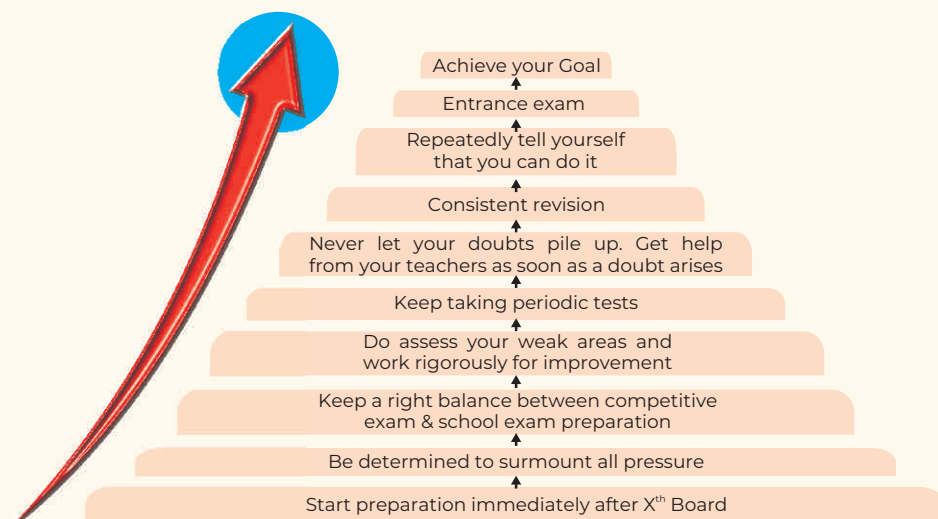 Achieve your Goal
Entrance exam
Repeatedly tell yourself
that you can do it
Consistent revision
Never let your doubts pile up. Get help
from your teachers as soon as a doubt arises
Keep taking periodic tests
Do assess your weak areas and
work rigorously for improvement
Keep a right balance between competitive
exam & school exam preparation
Be determined to surmount all pressure
Start preparation immediately after Xth Board